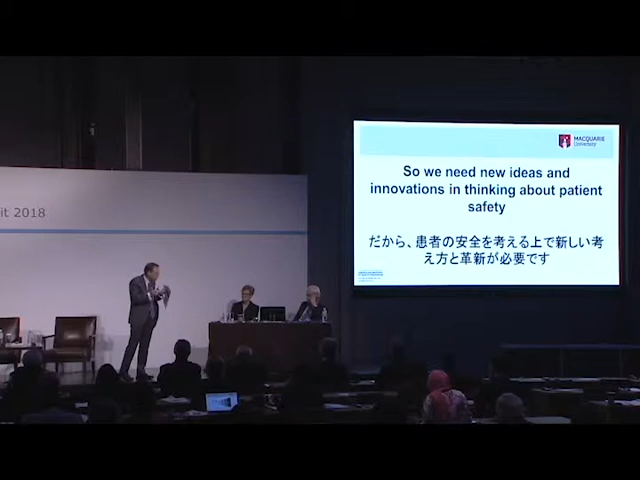 it 2018
MACQUARIE
University
So we need new ideas and
innovations in thinking about patient
safety
だから、患者の安全を考える上で新しい考
え方と革新が必要です